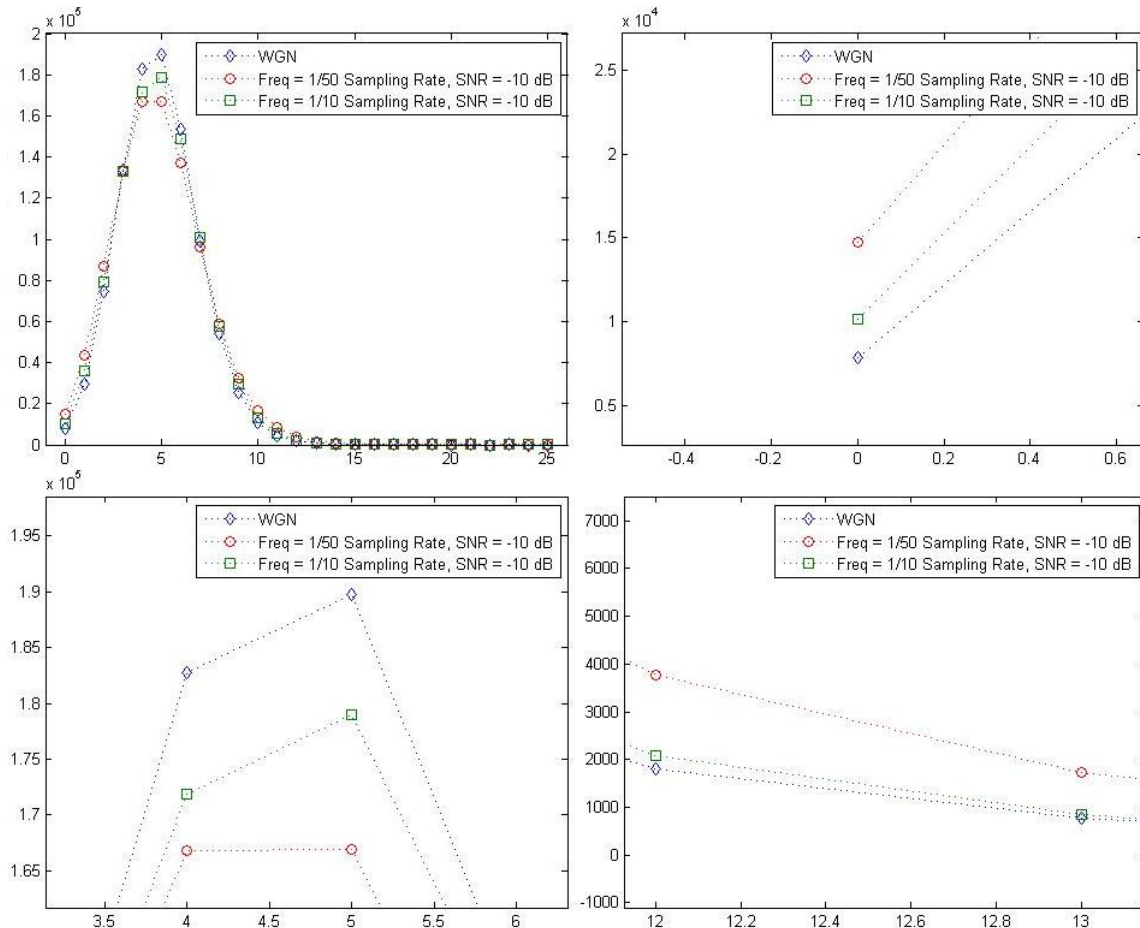 x 10⁵
2
1.8
1.6
1.4
1.2
1
0.8
0.6
0.4
0.2
0
0 5 10 15 20 25
WGN
Freq = 1/50 Sampling Rate, SNR = -10 dB
Freq = 1/10 Sampling Rate, SNR = -10 dB
x 10⁴
2.5
2
1.5
1
0.5
-0.4 -0.2 0 0.2 0.4 0.6
WGN
Freq = 1/50 Sampling Rate, SNR = -10 dB
Freq = 1/10 Sampling Rate, SNR = -10 dB
x 10⁵
1.95
1.9
1.85
1.8
1.75
1.7
1.65
3.5 4 4.5 5 5.5 6
WGN
Freq = 1/50 Sampling Rate, SNR = -10 dB
Freq = 1/10 Sampling Rate, SNR = -10 dB
7000
6000
5000
4000
3000
2000
1000
0
-1000
12 12.2 12.4 12.6 12.8 13
WGN
Freq = 1/50 Sampling Rate, SNR = -10 dB
Freq = 1/10 Sampling Rate, SNR = -10 dB